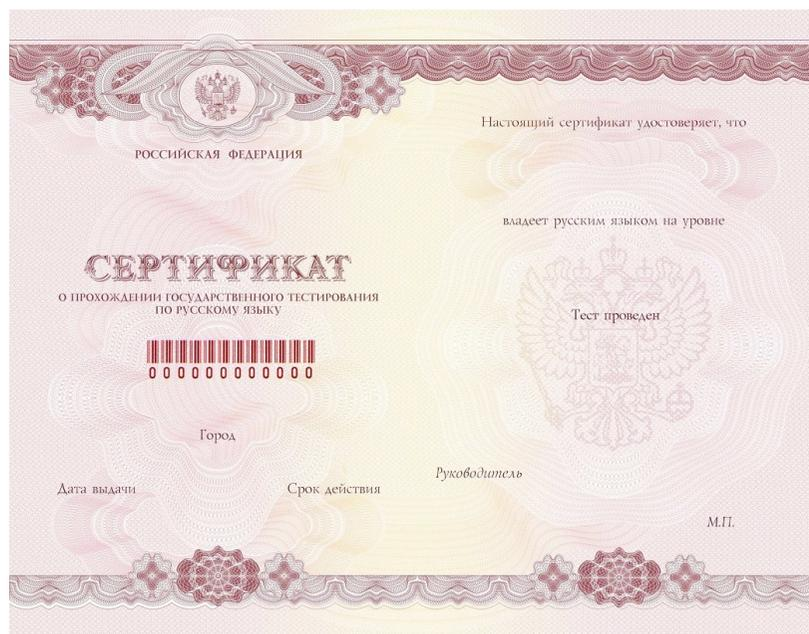 РОССИЙСКАЯ ФЕДЕРАЦИЯ
СЕРТИФИКАТ
О ПРОХОЖДЕНИИ ГОСУДАРСТВЕННОГО ТЕСТИРОВАНИЯ
ПО РУССКОМУ ЯЗЫКУ
000000000000
Город
Дата выдачи
Срок действия
Настоящий сертификат удостоверяет, что
владеет русским языком на уровне
Тест проведен
Руководитель
М.П.